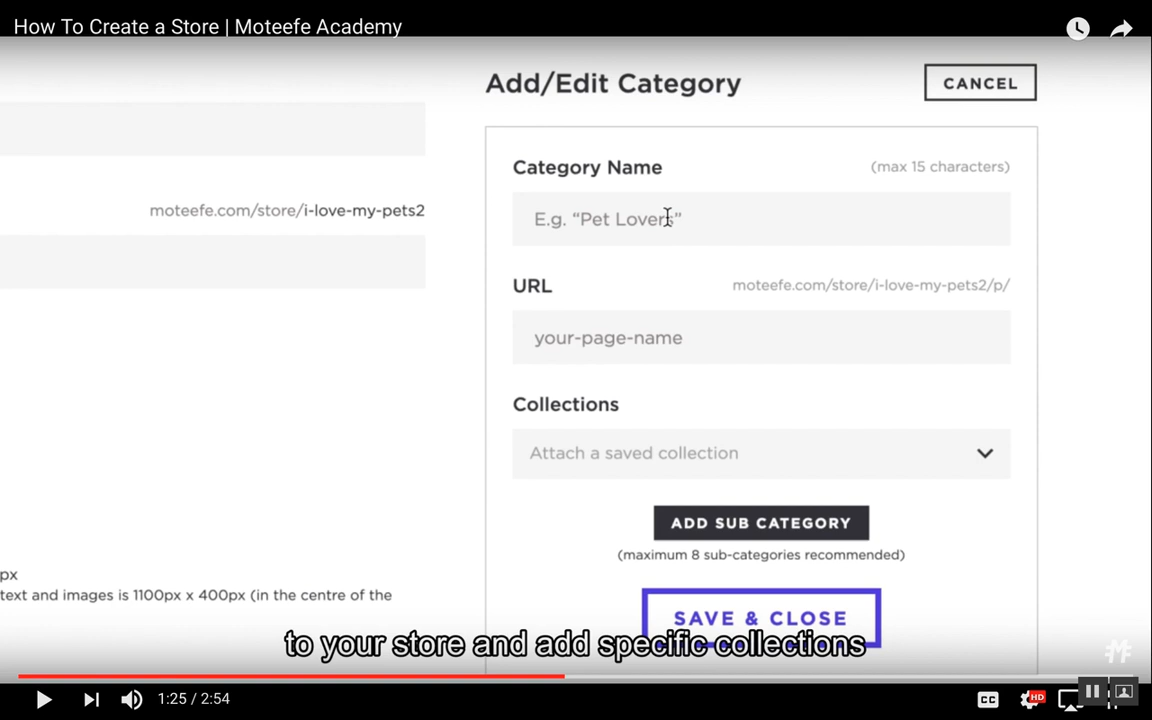 How To Create a Store | Moteefe Academy
Add/Edit Category
CANCEL
Category Name
(max 15 characters)
E.g. “Pet Lovers”
moteefe.com/store/i-love-my-pets2
URL
moteefe.com/store/i-love-my-pets2/p/
your-page-name
Collections
Attach a saved collection
ADD SUB CATEGORY
(maximum 8 sub-categories recommended)
px
text and images is 1100px x 400px (in the centre of the
SAVE & CLOSE
to your store and add specific collections
1:25 / 2:54
CC
HD